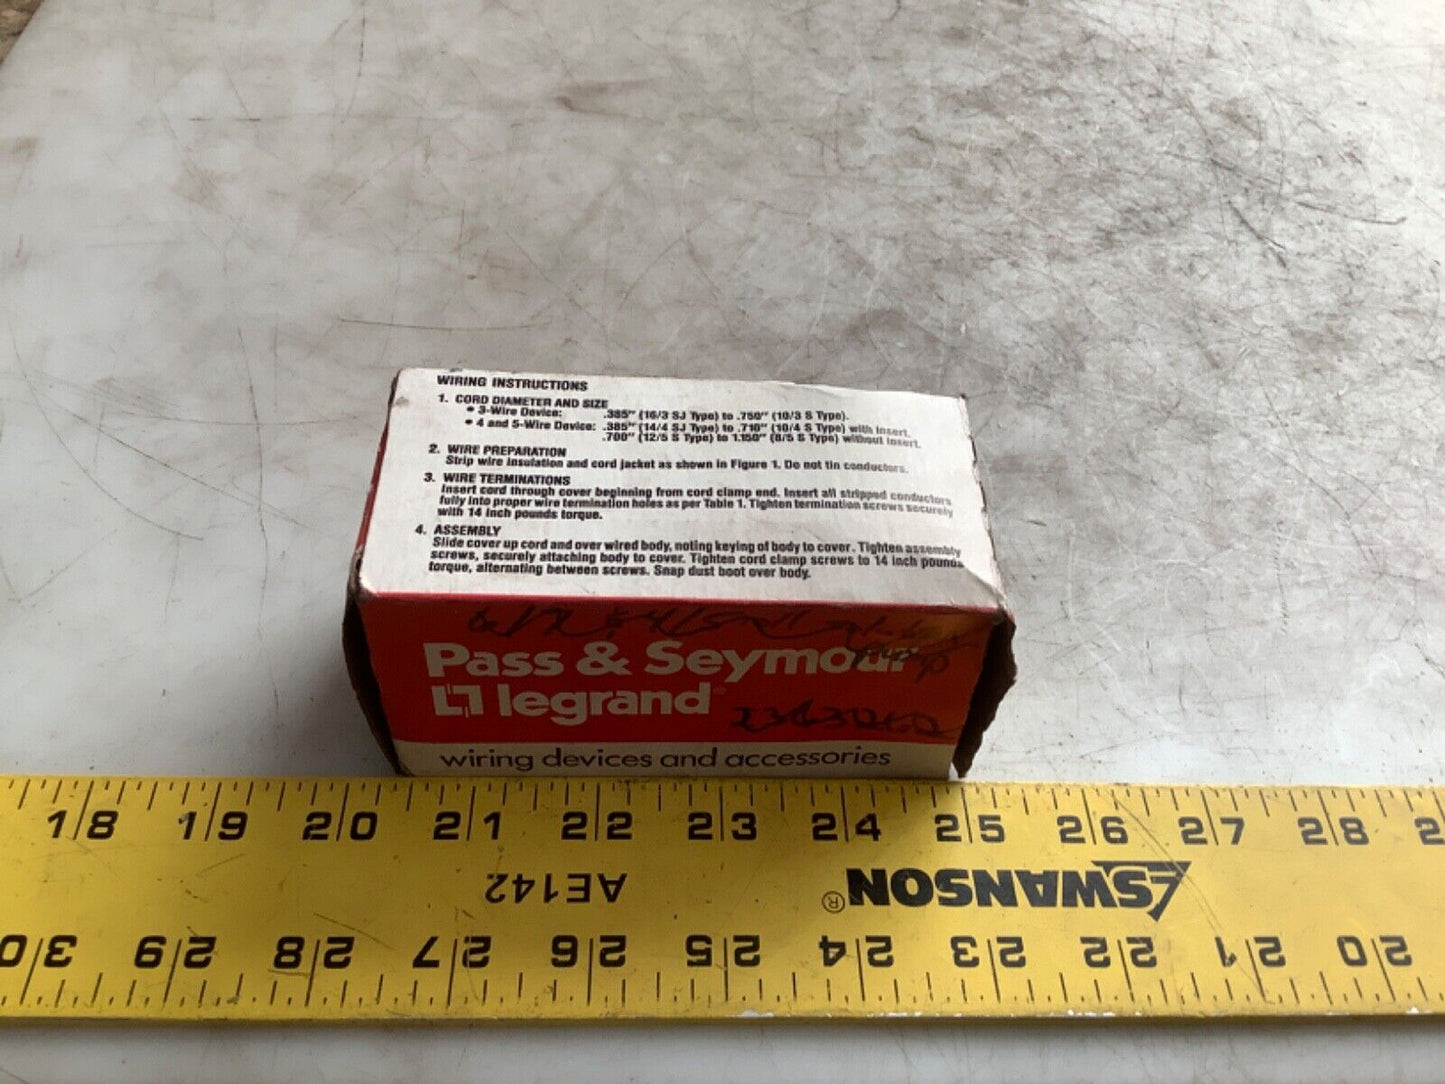 WIRING INSTRUCTIONS
1. CORD DIAMETER AND SIZE
• 3-Wire Device: .385" (16/3 SJ Type) to .750" (10/3 S Type).
• 4 and 5-Wire Device: .385" (14/4 SJ Type) to .710" (10/4 S Type) with insert.
.700" (12/5 S Type) to 1.150" (8/5 S Type) without insert.
2. WIRE PREPARATION
Strip wire insulation and cord jacket as shown in Figure 1. Do not tin conductors.
3. WIRE TERMINATIONS
Insert cord through cover beginning from cord clamp end. Insert all stripped conductors
fully into proper wire termination holes as per Table 1. Tighten termination screws securely
with 14 inch pounds torque.
4. ASSEMBLY
Slide cover up cord and over wired body, noting keying of body to cover. Tighten assembly
screws, securely attaching body to cover. Tighten cord clamp screws to 14 inch pounds
torque, alternating between screws. Snap dust boot over body.
Pass & Seymour
legrand®
wiring devices and accessories
18 19 20 21 22 23 24 25 26 27 28 2
AE142
SWANSON®
30 29 28 27 26 25 24 23 22 21 20